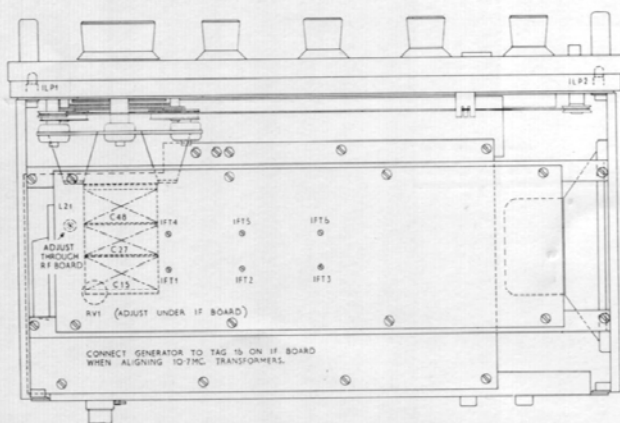 ILP1
ILP2
L21
C48
IFT4
IFT5
IFT6
ADJUST
THROUGH
RF BOARD
C27
C15
IFT1
IFT2
IFT3
RV1 (ADJUST UNDER IF BOARD)
CONNECT GENERATOR TO TAG 16 ON IF BOARD
WHEN ALIGNING 10·7MC. TRANSFORMERS.